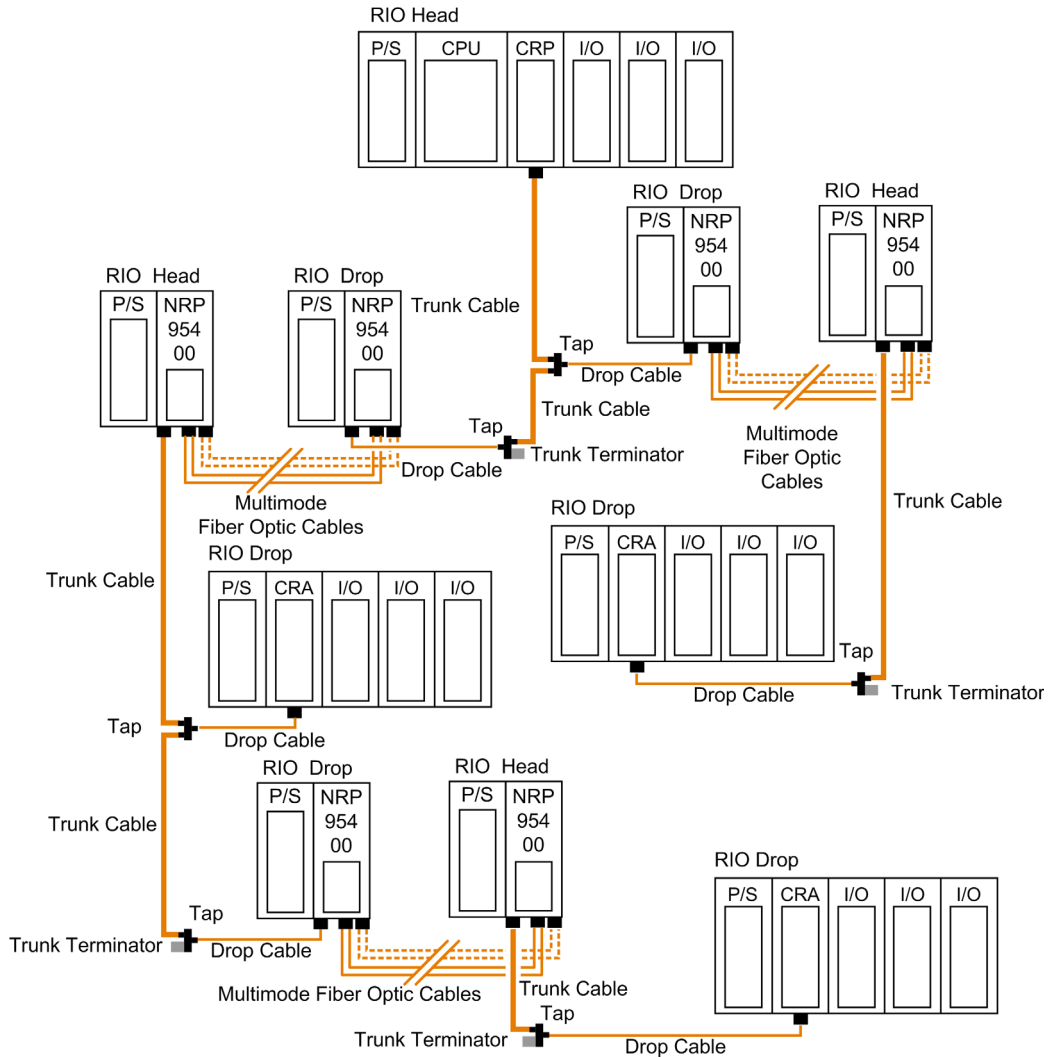 RIO Head
P/S CPU CRP I/O I/O I/O
RIO Drop
P/S NRP
954
00
RIO Head
P/S NRP
954
00
RIO Head
P/S NRP
954
00
RIO Drop
P/S NRP
954
00
Trunk Cable
Tap
Drop Cable
Trunk Cable
Tap
Trunk Terminator
Drop Cable
Multimode
Fiber Optic Cables
Multimode
Fiber Optic
Cables
Trunk Cable
RIO Drop
P/S CRA I/O I/O I/O
Tap
Drop Cable
Trunk Terminator
Trunk Cable
RIO Drop
P/S CRA I/O I/O I/O
Tap
Drop Cable
Trunk Cable
RIO Drop
P/S NRP
954
00
RIO Head
P/S NRP
954
00
Tap
Trunk Terminator
Drop Cable
Multimode Fiber Optic Cables
Trunk Cable
RIO Drop
P/S CRA I/O I/O I/O
Tap
Trunk Terminator
Drop Cable